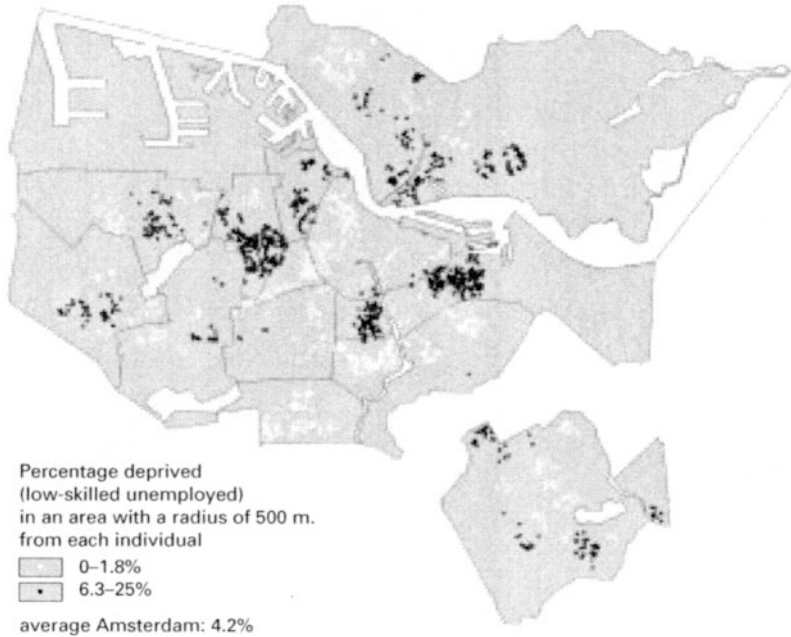 Percentage deprived
(low-skilled unemployed)
in an area with a radius of 500 m.
from each individual
0–1.8%
6.3–25%
average Amsterdam: 4.2%